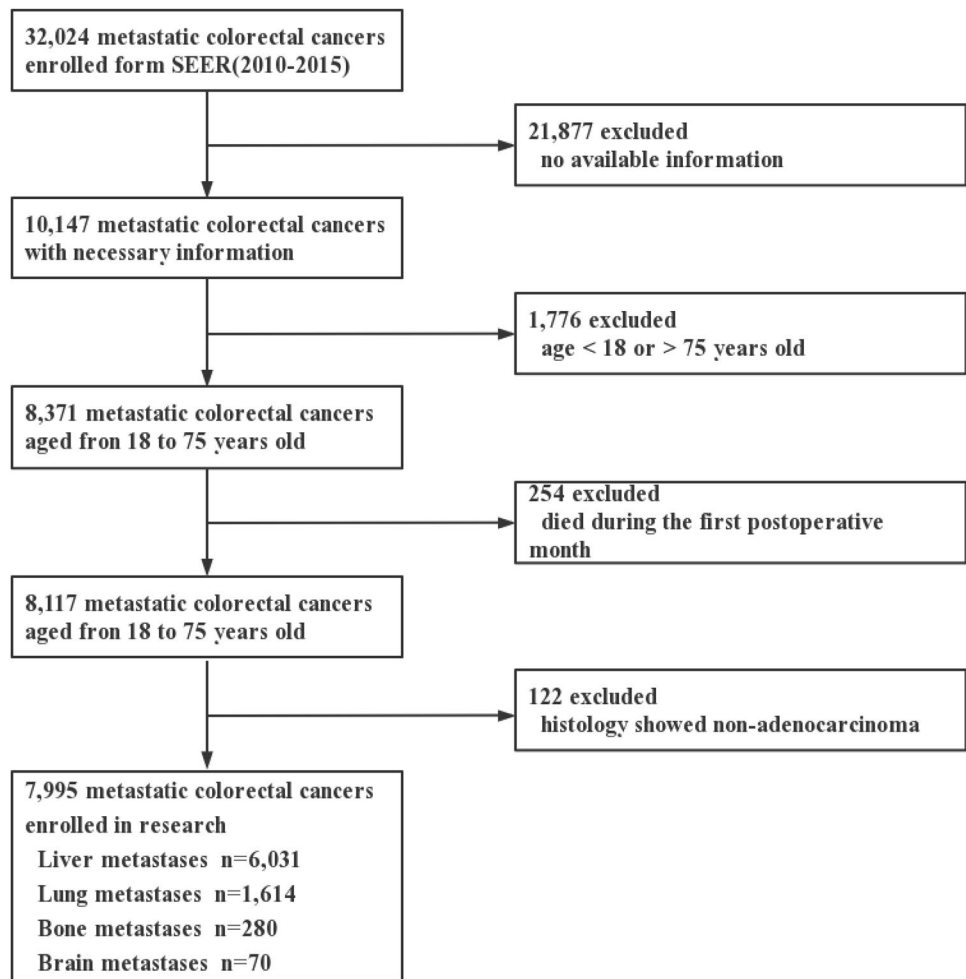 32,024 metastatic colorectal cancers
enrolled form SEER(2010-2015)
21,877 excluded
no available information
10,147 metastatic colorectal cancers
with necessary information
1,776 excluded
age < 18 or > 75 years old
8,371 metastatic colorectal cancers
aged fron 18 to 75 years old
254 excluded
died during the first postoperative
month
8,117 metastatic colorectal cancers
aged fron 18 to 75 years old
122 excluded
histology showed non-adenocarcinoma
7,995 metastatic colorectal cancers
enrolled in research
Liver metastases n=6,031
Lung metastases n=1,614
Bone metastases n=280
Brain metastases n=70